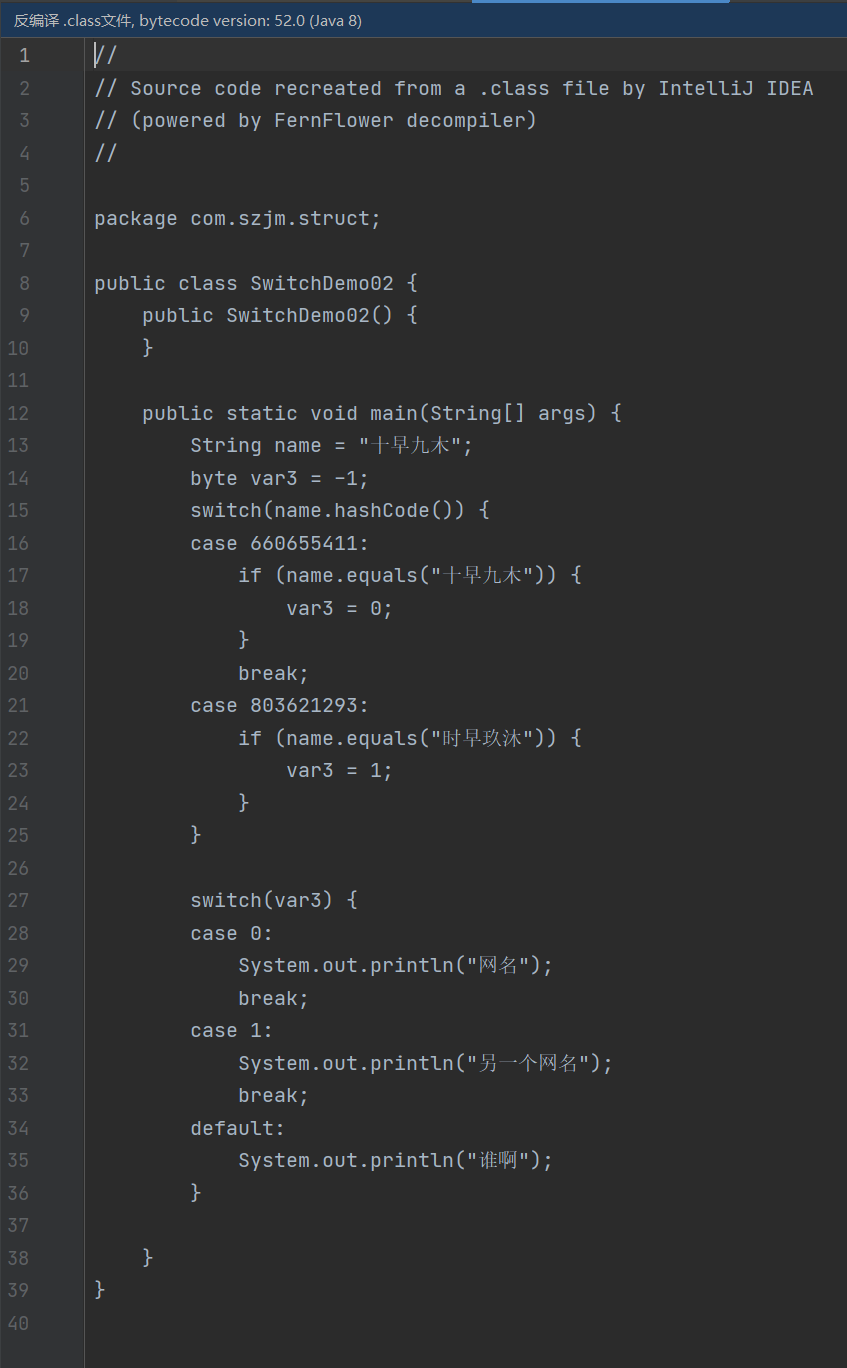 反编译 .class文件, bytecode version: 52.0 (Java 8)
1 //
2 // Source code recreated from a .class file by IntelliJ IDEA
3 // (powered by FernFlower decompiler)
4 //
5
6 package com.szjm.struct;
7
8 public class SwitchDemo02 {
9     public SwitchDemo02() {
10     }
11
12     public static void main(String[] args) {
13         String name = "十早九木";
14         byte var3 = -1;
15         switch(name.hashCode()) {
16         case 660655411:
17             if (name.equals("十早九木")) {
18                 var3 = 0;
19             }
20             break;
21         case 803621293:
22             if (name.equals("时早玖沐")) {
23                 var3 = 1;
24             }
25         }
26
27         switch(var3) {
28         case 0:
29             System.out.println("网名");
30             break;
31         case 1:
32             System.out.println("另一个网名");
33             break;
34         default:
35             System.out.println("谁啊");
36         }
37
38     }
39 }
40